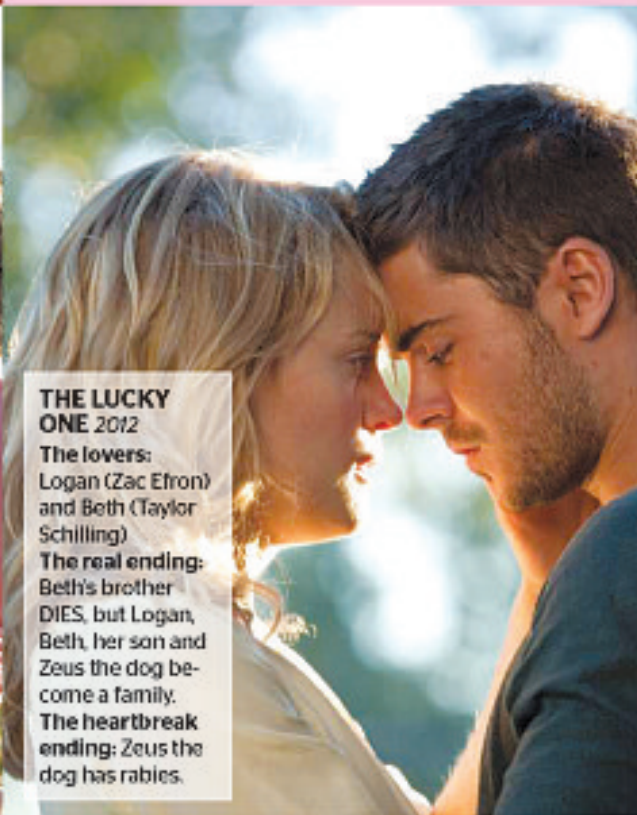 THE LUCKY
ONE 2012
The lovers:
Logan (Zac Efron)
and Beth (Taylor
Schilling)
The real ending:
Beth's brother
DIES, but Logan,
Beth, her son and
Zeus the dog be-
come a family.
The heartbreak
ending: Zeus the
dog has rabies.